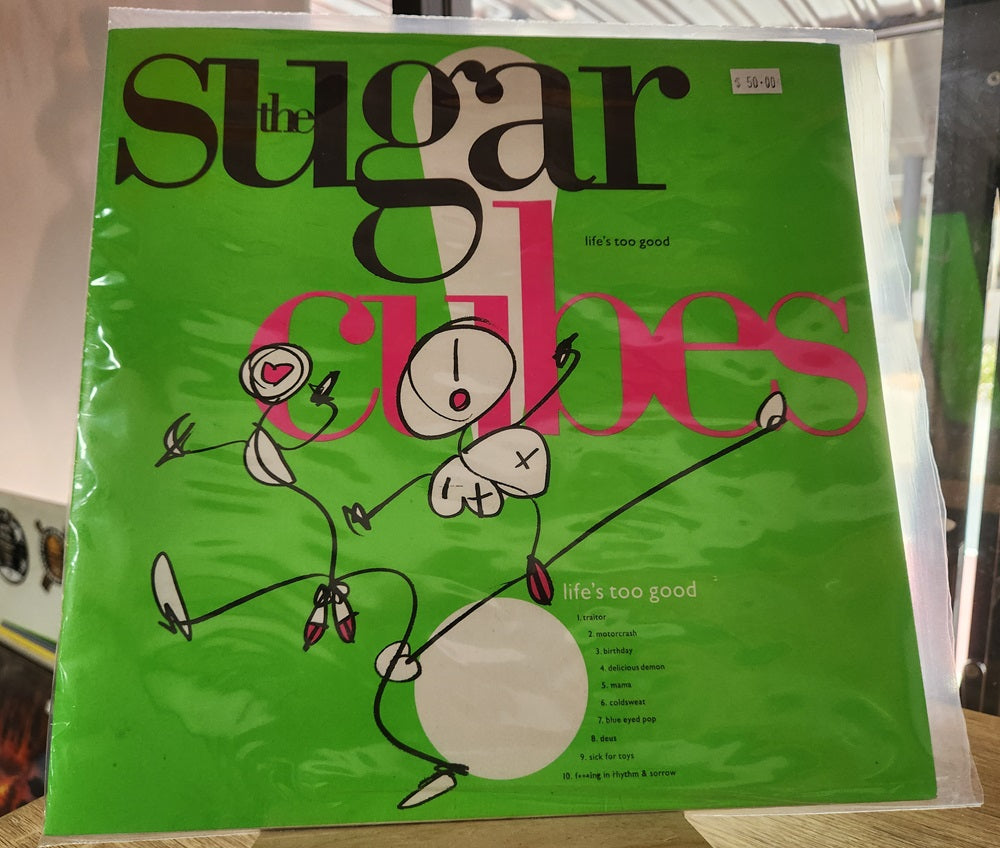 the
sugar
cubes
$ 50.00
life's too good
life's too good
1. traitor
2. motorcrash
3. birthday
4. delicious demon
5. mama
6. coldsweat
7. blue eyed pop
8. deus
9. sick for toys
10. f***ing in rhythm & sorrow